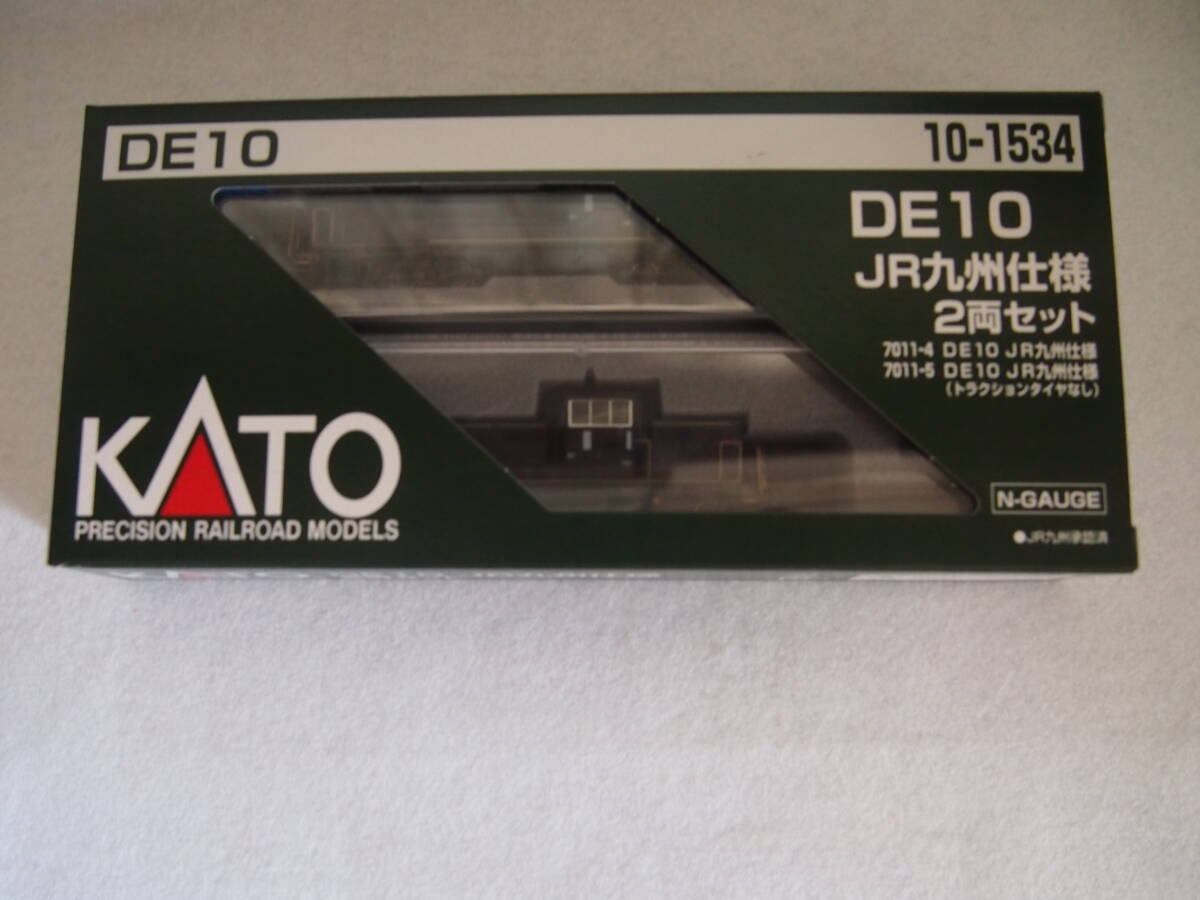 DE10
10-1534
DE10
JR九州仕様
2両セット
7011-4 DE10 JR九州仕様
7011-5 DE10 JR九州仕様
(トラクションタイヤなし)
KATO
PRECISION RAILROAD MODELS
N-GAUGE
●JR九州承認済